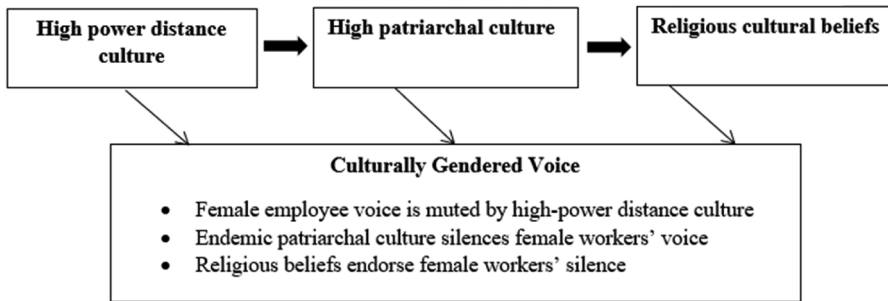 High power distance
culture
High patriarchal culture
Religious cultural beliefs
Culturally Gendered Voice
• Female employee voice is muted by high-power distance culture
• Endemic patriarchal culture silences female workers’ voice
• Religious beliefs endorse female workers’ silence